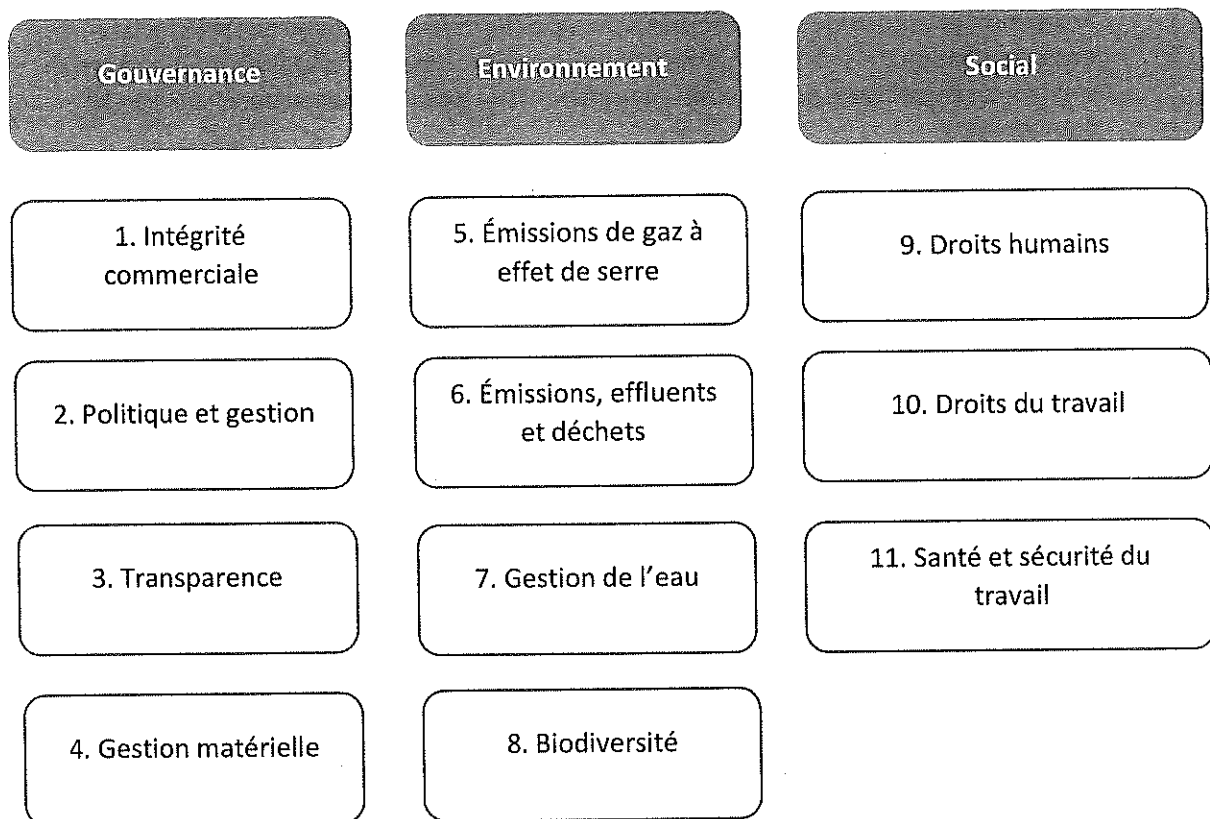 Gouvernance
1. Intégrité
commerciale
2. Politique et gestion
3. Transparence
4. Gestion matérielle
Environnement
5. Émissions de gaz à
effet de serre
6. Émissions, effluents
et déchets
7. Gestion de l'eau
8. Biodiversité
Social
9. Droits humains
10. Droits du travail
11. Santé et sécurité du
travail